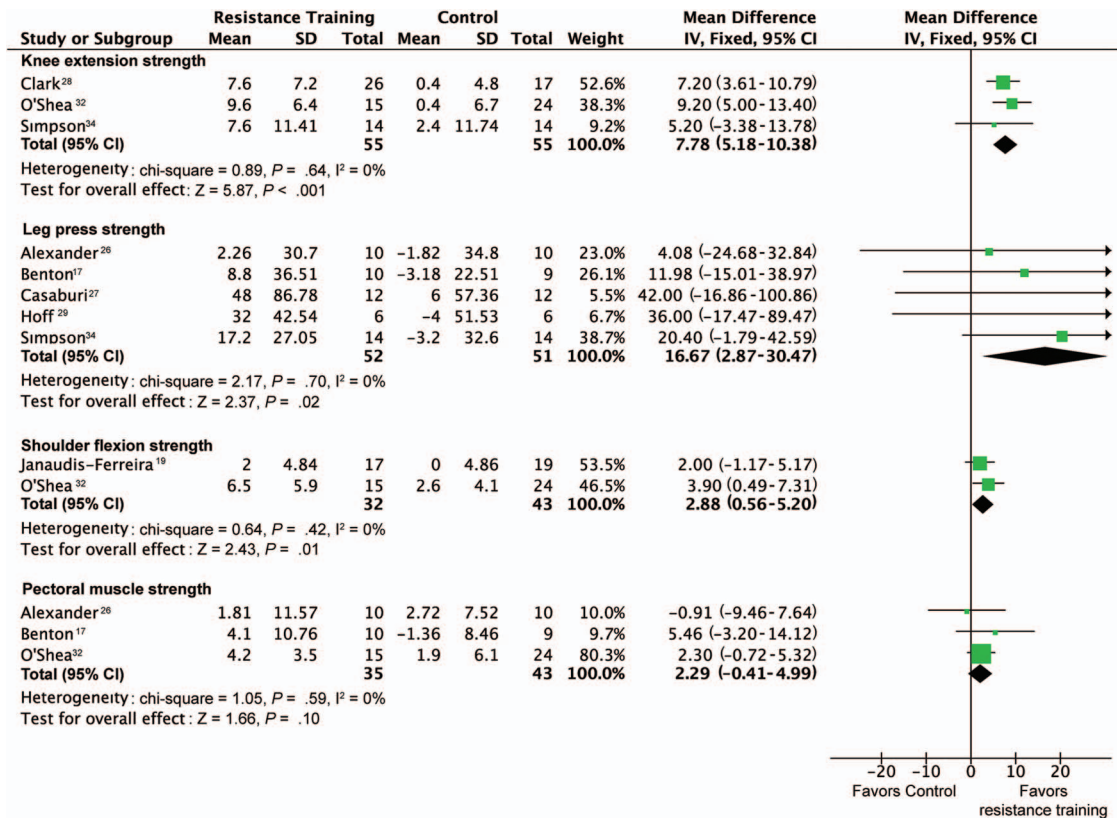 Resistance Training Control Mean Difference Mean Difference
Study or Subgroup Mean SD Total Mean SD Total Weight IV, Fixed, 95% CI IV, Fixed, 95% CI
Knee extension strength
Clark²⁸ 7.6 7.2 26 0.4 4.8 17 52.6% 7.20 (3.61-10.79)
O'Shea³² 9.6 6.4 15 0.4 6.7 24 38.3% 9.20 (5.00-13.40)
Simpson³⁴ 7.6 11.41 14 2.4 11.74 14 9.2% 5.20 (−3.38-13.78)
Total (95% CI) 55 55 100.0% 7.78 (5.18-10.38)
Heterogeneity: chi-square = 0.89, P = .64, I² = 0%
Test for overall effect: Z = 5.87, P < .001
Leg press strength
Alexander²⁶ 2.26 30.7 10 −1.82 34.8 10 23.0% 4.08 (−24.68-32.84)
Benton¹⁷ 8.8 36.51 10 −3.18 22.51 9 26.1% 11.98 (−15.01-38.97)
Casaburi²⁷ 48 86.78 12 6 57.36 12 5.5% 42.00 (−16.86-100.86)
Hoff²⁹ 32 42.54 6 −4 51.53 6 6.7% 36.00 (−17.47-89.47)
Simpson³⁴ 17.2 27.05 14 −3.2 32.6 14 38.7% 20.40 (−1.79-42.59)
Total (95% CI) 52 51 100.0% 16.67 (2.87-30.47)
Heterogeneity: chi-square = 2.17, P = .70, I² = 0%
Test for overall effect: Z = 2.37, P = .02
Shoulder flexion strength
Janaudis-Ferreira¹⁹ 2 4.84 17 0 4.86 19 53.5% 2.00 (−1.17-5.17)
O'Shea³² 6.5 5.9 15 2.6 4.1 24 46.5% 3.90 (0.49-7.31)
Total (95% CI) 32 43 100.0% 2.88 (0.56-5.20)
Heterogeneity: chi-square = 0.64, P = .42, I² = 0%
Test for overall effect: Z = 2.43, P = .01
Pectoral muscle strength
Alexander²⁶ 1.81 11.57 10 2.72 7.52 10 10.0% −0.91 (−9.46-7.64)
Benton¹⁷ 4.1 10.76 10 −1.36 8.46 9 9.7% 5.46 (−3.20-14.12)
O'Shea³² 4.2 3.5 15 1.9 6.1 24 80.3% 2.30 (−0.72-5.32)
Total (95% CI) 35 43 100.0% 2.29 (−0.41-4.99)
Heterogeneity: chi-square = 1.05, P = .59, I² = 0%
Test for overall effect: Z = 1.66, P = .10
−20 −10 0 10 20
Favors Control Favors
resistance training